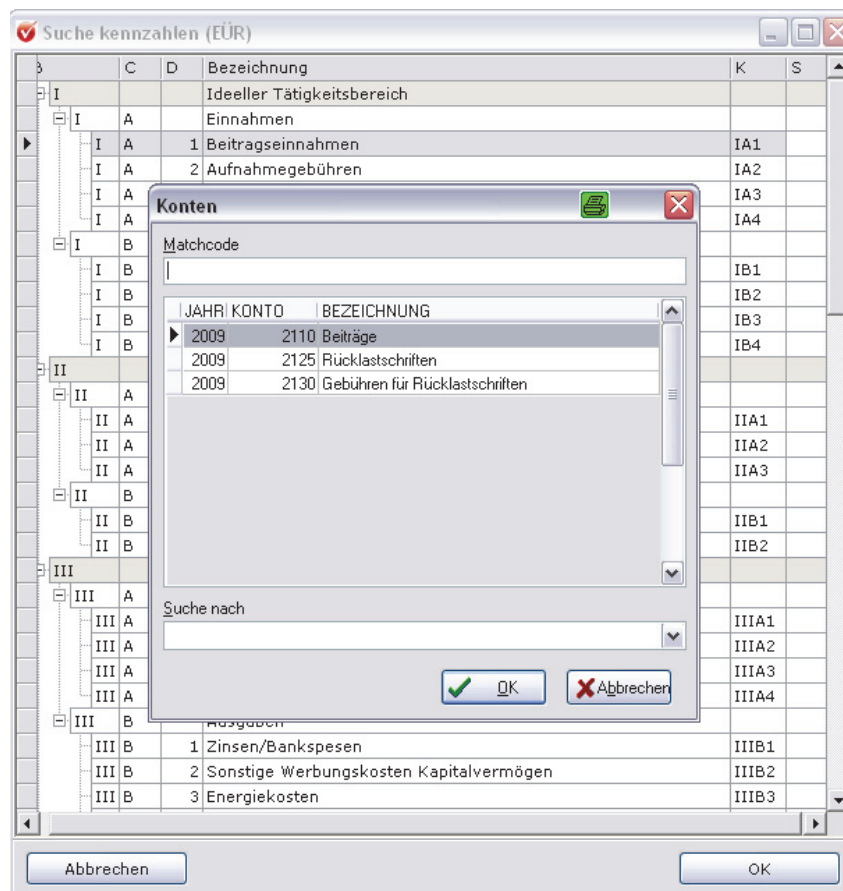 Suche kennzahlen (EÜR)
B C D Bezeichnung K S
I Ideeller Tätigkeitsbereich
I A Einnahmen
I A 1 Beitragseinnahmen IA1
I A 2 Aufnahmegebühren IA2
I A IA3
I A IA4
I B
I B IB1
I B IB2
I B IB3
I B IB4
II
II A
II A IIA1
II A IIA2
II A IIA3
II B
II B IIB1
II B IIB2
III
III A
III A IIIA1
III A IIIA2
III A IIIA3
III A IIIA4
III B Ausgaben
III B 1 Zinsen/Bankspesen IIIB1
III B 2 Sonstige Werbungskosten Kapitalvermögen IIIB2
III B 3 Energiekosten IIIB3
Konten
Matchcode
JAHR KONTO BEZEICHNUNG
2009 2110 Beiträge
2009 2125 Rücklastschriften
2009 2130 Gebühren für Rücklastschriften
Suche nach
OK Abbrechen
Abbrechen OK